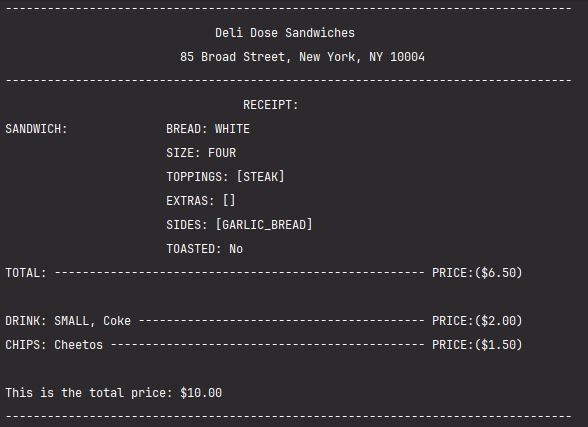 ---------------------------------------------------------------------------------
Deli Dose Sandwiches
85 Broad Street, New York, NY 10004
---------------------------------------------------------------------------------
RECEIPT:
SANDWICH: BREAD: WHITE
SIZE: FOUR
TOPPINGS: [STEAK]
EXTRAS: []
SIDES: [GARLIC_BREAD]
TOASTED: No
TOTAL: ----------------------------------------------------- PRICE:($6.50)
DRINK: SMALL, Coke ----------------------------------------- PRICE:($2.00)
CHIPS: Cheetos --------------------------------------------- PRICE:($1.50)
This is the total price: $10.00
---------------------------------------------------------------------------------